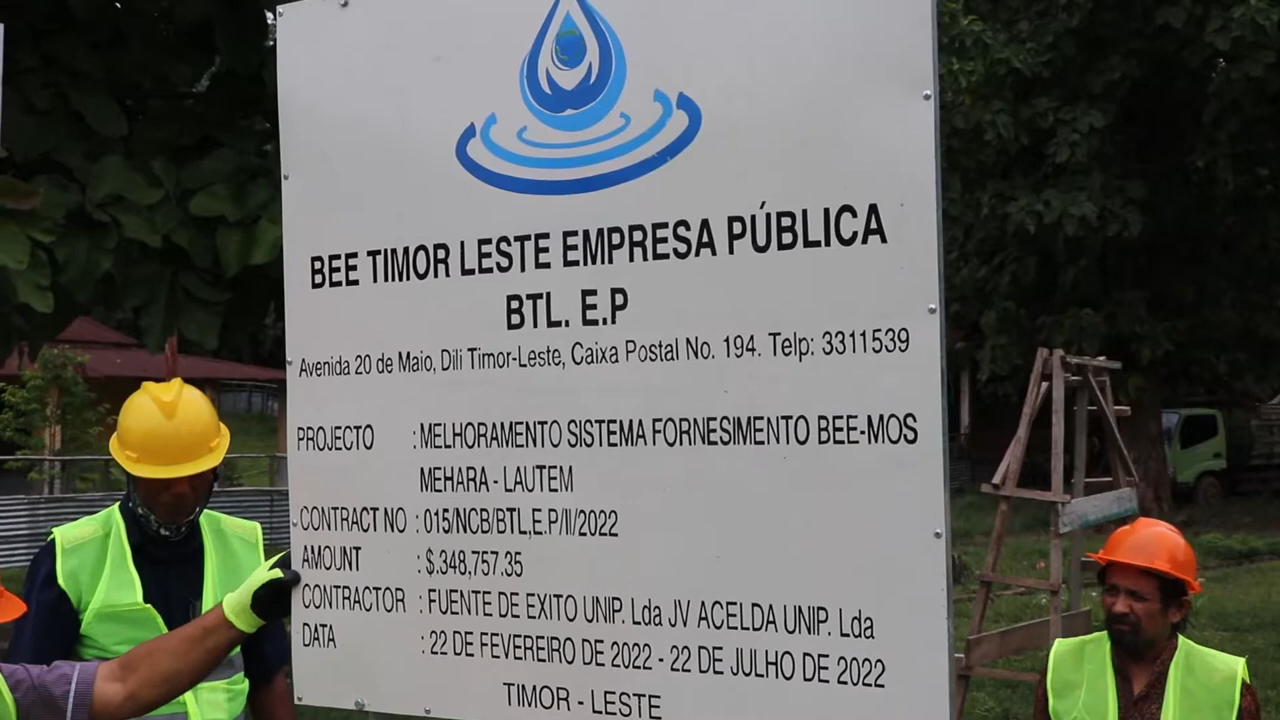 BEE TIMOR LESTE EMPRESA PÚBLICA
BTL. E.P
Avenida 20 de Maio, Dili Timor-Leste, Caixa Postal No. 194. Telp: 3311539
PROJECTO : MELHORAMENTO SISTEMA FORNESIMENTO BEE-MOS
MEHARA - LAUTEM
CONTRACT NO : 015/NCB/BTL,E.P/II/2022
AMOUNT : $.348,757.35
CONTRACTOR : FUENTE DE EXITO UNIP. Lda JV ACELDA UNIP. Lda
DATA : 22 DE FEVEREIRO DE 2022 - 22 DE JULHO DE 2022
TIMOR - LESTE